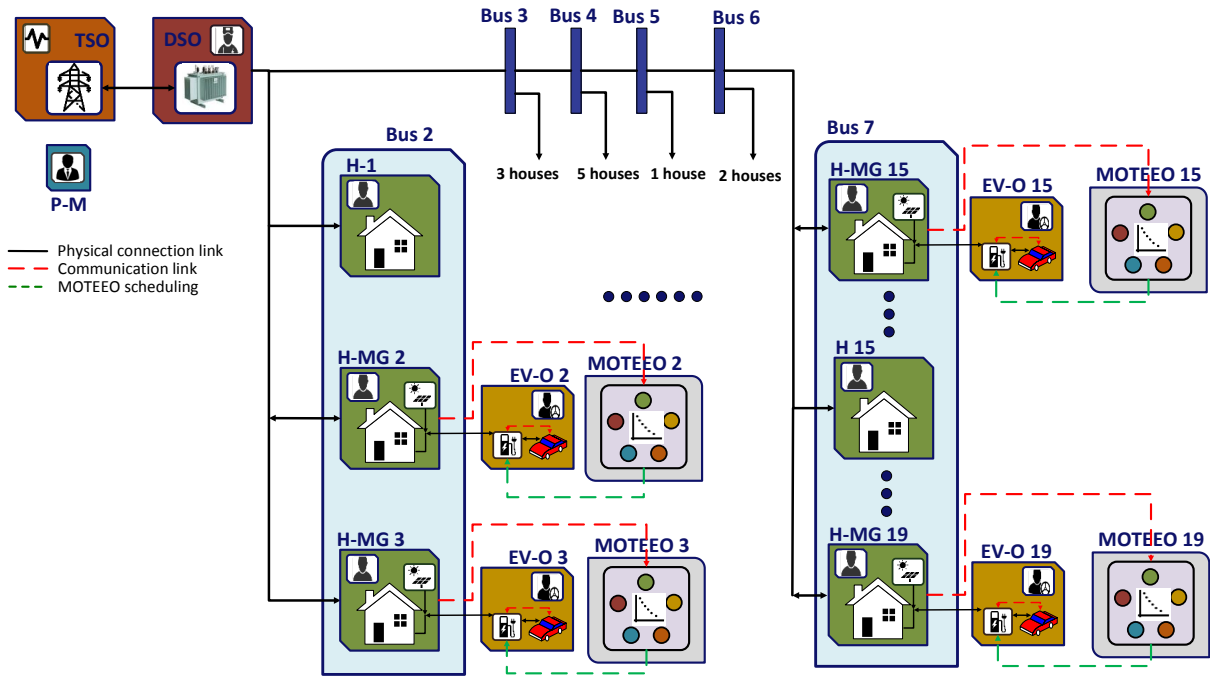 TSO
DSO
P-M
Physical connection link
Communication link
MOTEEO scheduling
Bus 3
Bus 4
Bus 5
Bus 6
3 houses
5 houses
1 house
2 houses
Bus 2
H-1
H-MG 2
EV-O 2
MOTEEO 2
H-MG 3
EV-O 3
MOTEEO 3
Bus 7
H-MG 15
EV-O 15
MOTEEO 15
H 15
H-MG 19
EV-O 19
MOTEEO 19